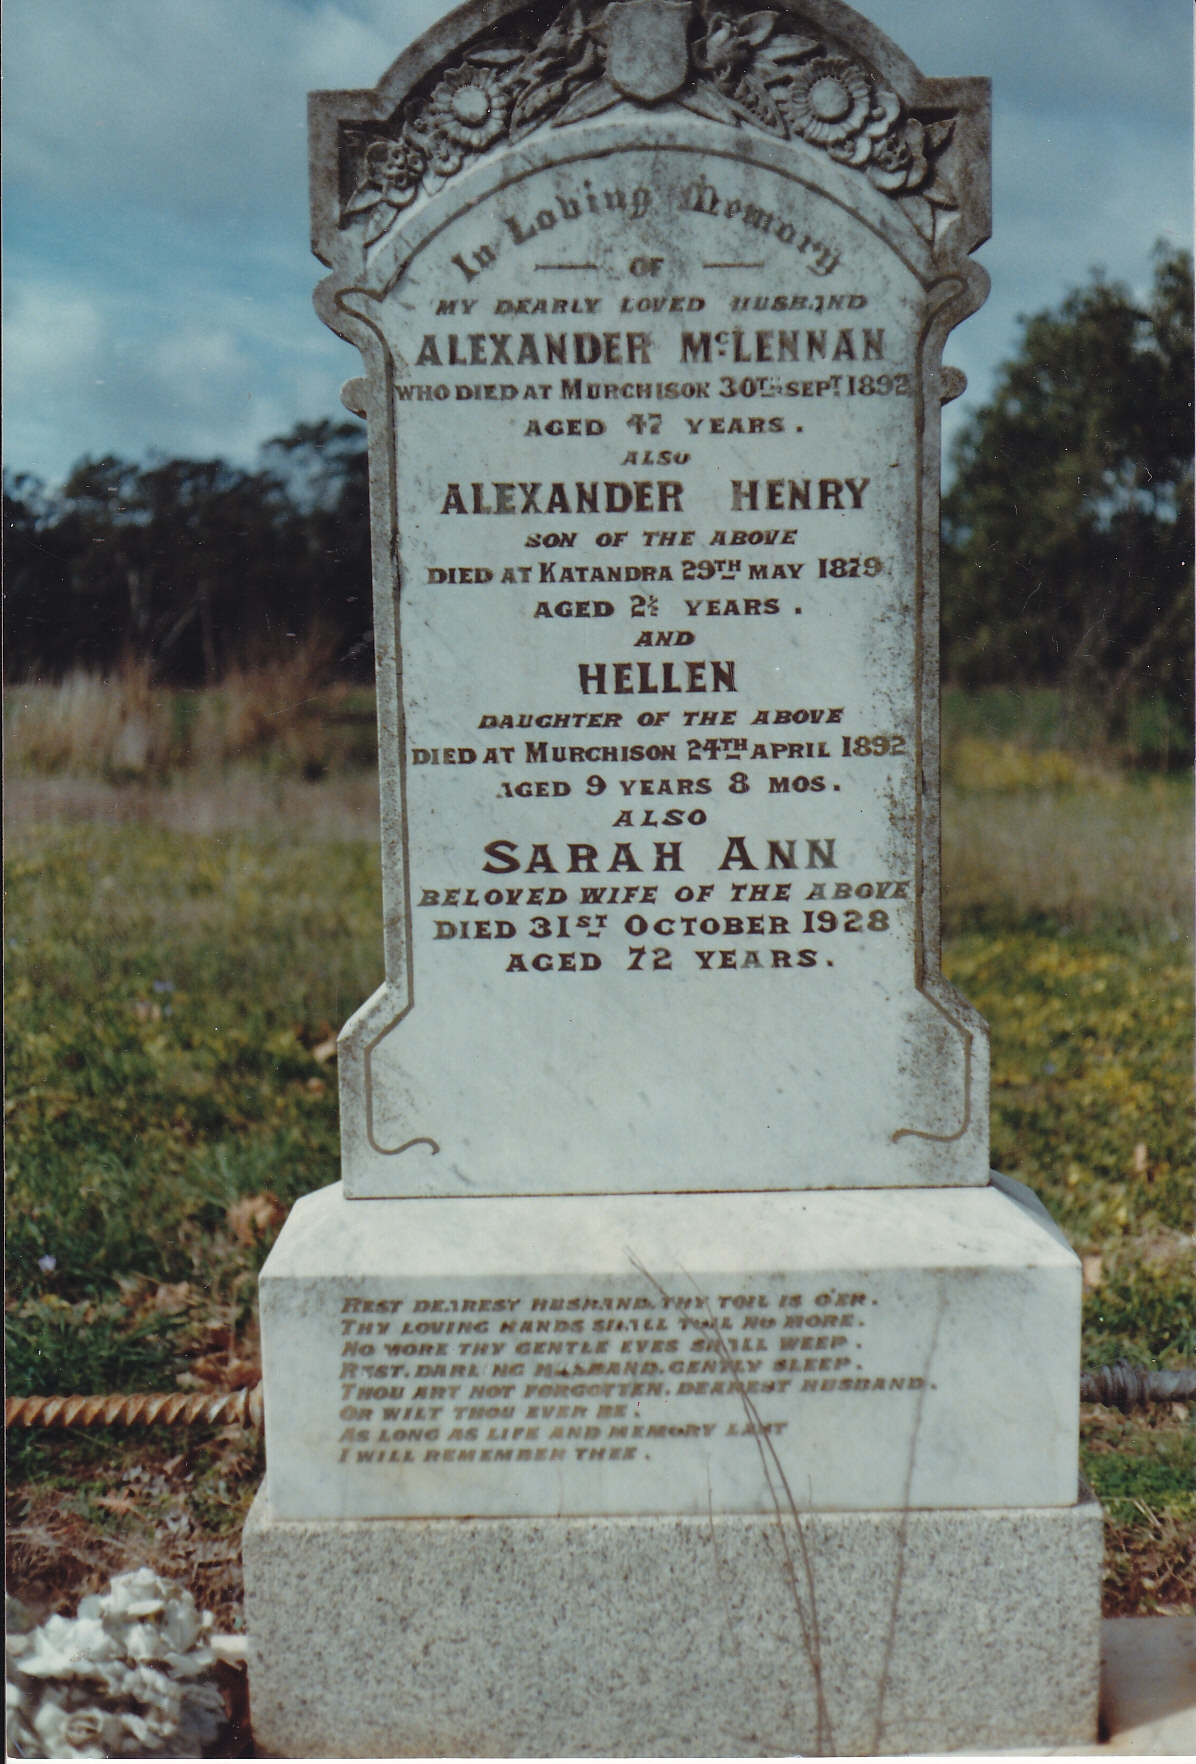 In Loving Memory
OF
MY DEARLY LOVED HUSBAND
ALEXANDER McLENNAN
WHO DIED AT MURCHISON 30TH SEPT 1892
AGED 47 YEARS.
ALSO
ALEXANDER HENRY
SON OF THE ABOVE
DIED AT KATANDRA 29TH MAY 1879
AGED 2½ YEARS.
AND
HELLEN
DAUGHTER OF THE ABOVE
DIED AT MURCHISON 24TH APRIL 1892
AGED 9 YEARS 8 MOS.
ALSO
SARAH ANN
BELOVED WIFE OF THE ABOVE
DIED 31ST OCTOBER 1928
AGED 72 YEARS.
REST DEAREST HUSBAND, THY TOIL IS O'ER.
THY LOVING HANDS SHALL TOIL NO MORE.
NO MORE THY GENTLE EYES SHALL WEEP.
REST, DARLING HUSBAND, GENTLY SLEEP.
THOU ART NOT FORGOTTEN, DEAREST HUSBAND.
OR WILT THOU EVER BE.
AS LONG AS LIFE AND MEMORY LAST
I WILL REMEMBER THEE.